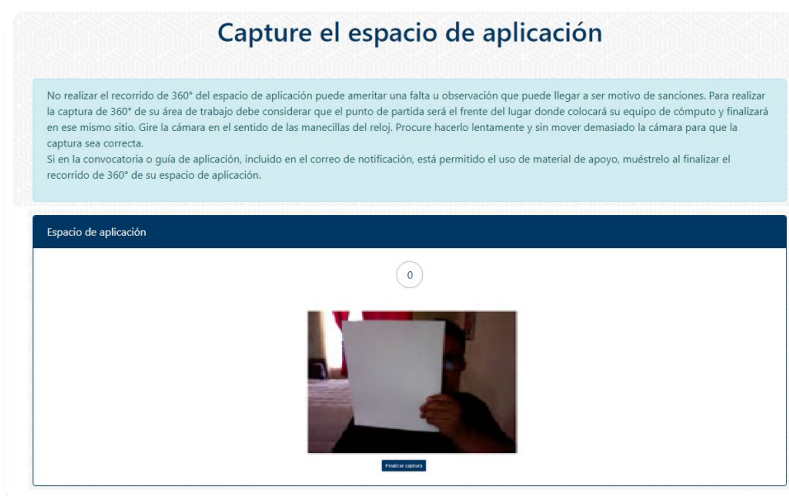 Capture el espacio de aplicación
No realizar el recorrido de 360° del espacio de aplicación puede ameritar una falta u observación que puede llegar a ser motivo de sanciones. Para realizar
la captura de 360° de su área de trabajo debe considerar que el punto de partida será el frente del lugar donde colocará su equipo de cómputo y finalizará
en ese mismo sitio. Gire la cámara en el sentido de las manecillas del reloj. Procure hacerlo lentamente y sin mover demasiado la cámara para que la
captura sea correcta.
Si en la convocatoria o guía de aplicación, incluido en el correo de notificación, está permitido el uso de material de apoyo, muéstrelo al finalizar el
recorrido de 360° de su espacio de aplicación.
Espacio de aplicación
0
Finalizar captura